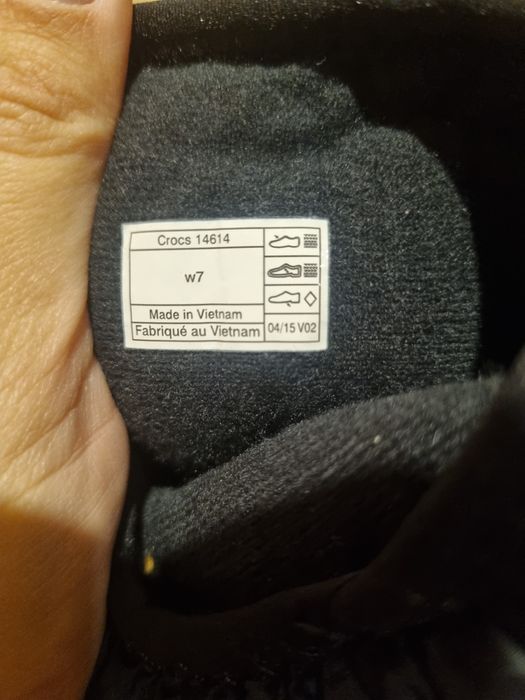 Crocs 14614
w7
Made in Vietnam
Fabriqué au Vietnam
04/15 V02